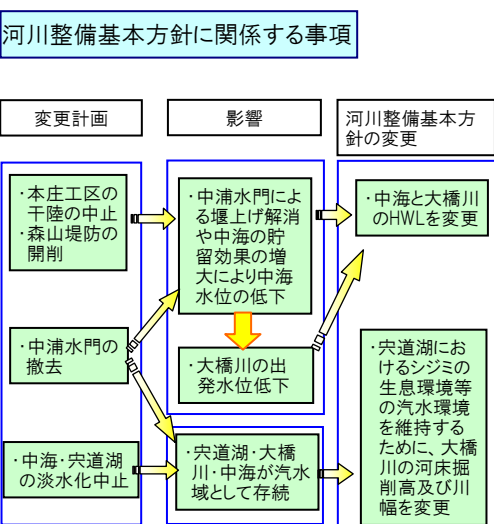 河川整備基本方針に関係する事項
変更計画
影響
河川整備基本方
針の変更
・本庄工区の
干陸の中止
・森山堤防の
開削
・中浦水門によ
る堰上げ解消
や中海の貯
留効果の増
大により中海
水位の低下
・中海と大橋川
のHWLを変更
・中浦水門の
撤去
・大橋川の出
発水位低下
・宍道湖にお
けるシジミの
生息環境等
の汽水環境
を維持する
ために、大橋
川の河床掘
削高及び川
幅を変更
・中海・宍道湖
の淡水化中止
・宍道湖・大橋
川・中海が汽水
域として存続